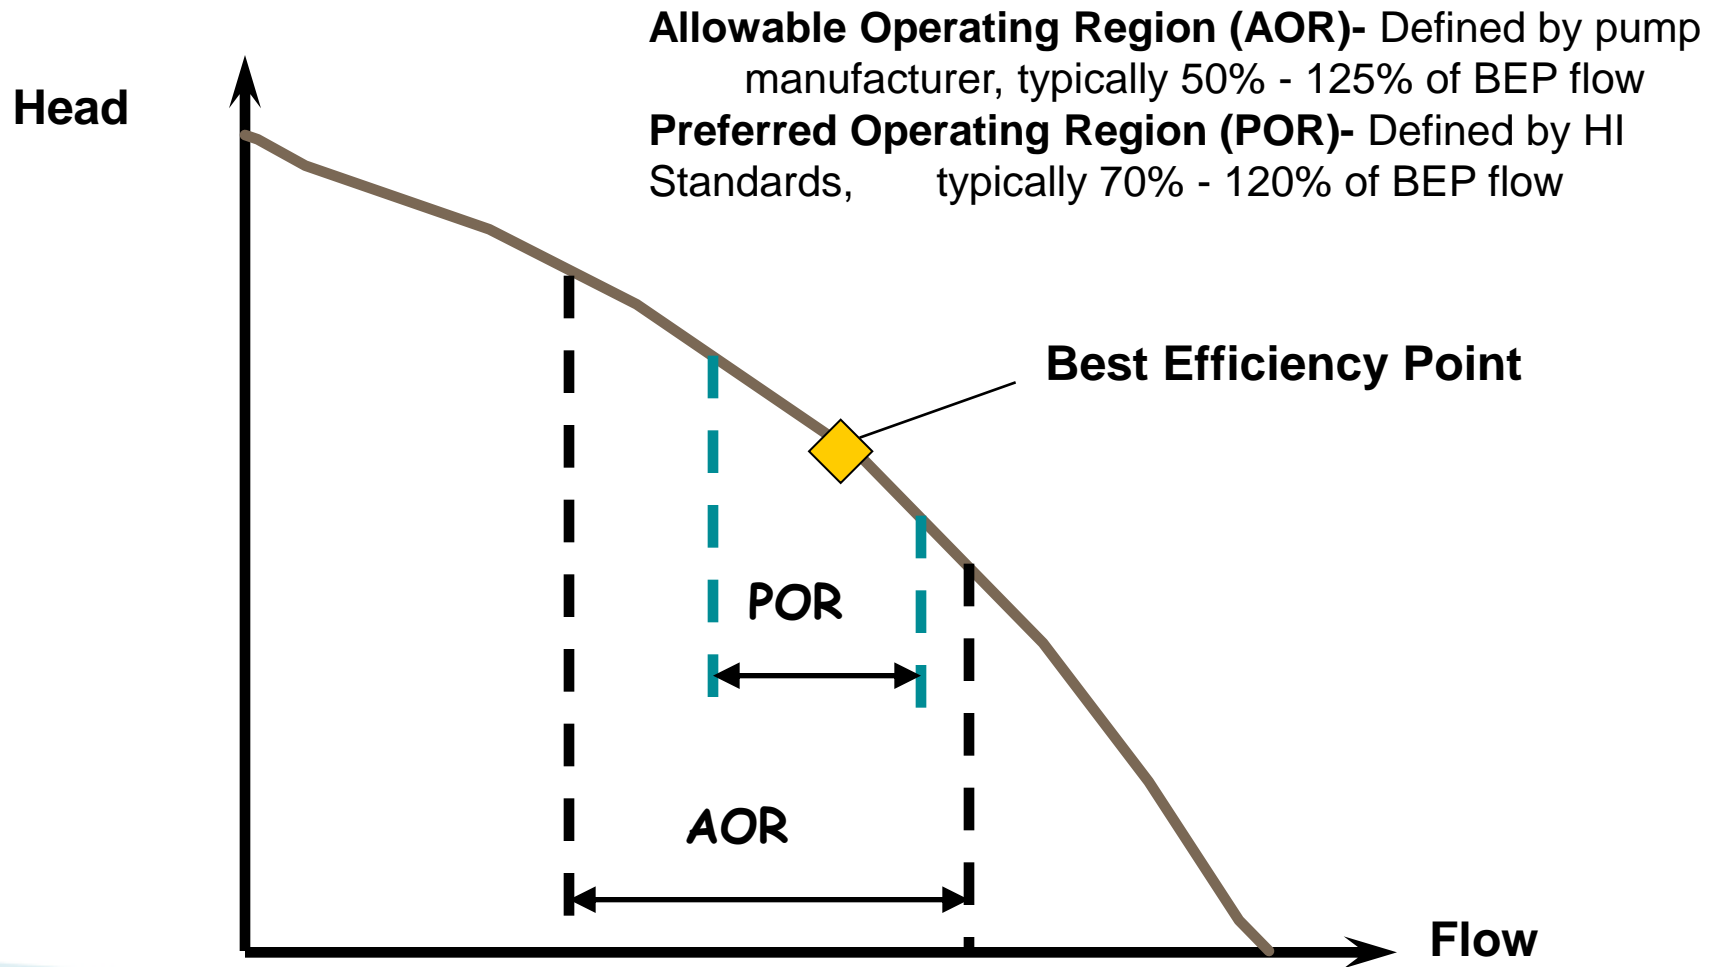 Allowable Operating Region (AOR)- Defined by pump
manufacturer, typically 50% - 125% of BEP flow
Head
Preferred Operating Region (POR)- Defined by HI
Standards, typically 70% - 120% of BEP flow
Best Efficiency Point
POR
AOR
Flow